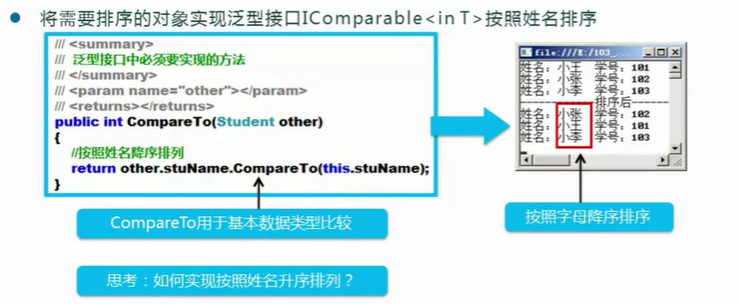 ● 将需要排序的对象实现泛型接口IComparable<in T>按照姓名排序
/// <summary>
/// 泛型接口中必须要实现的方法
/// </summary>
/// <param name="other"></param>
/// <returns></returns>
public int CompareTo(Student other)
{
//按照姓名降序排列
return other.stuName.CompareTo(this.stuName);
}
CompareTo用于基本数据类型比较
思考：如何实现按照姓名升序排列？
file:///E:/103_...
姓名：小王 学号：101
姓名：小张 学号：102
姓名：小李 学号：103
----------排序后----------
姓名：小张 学号：102
姓名：小王 学号：101
姓名：小李 学号：103
按照字母降序排序